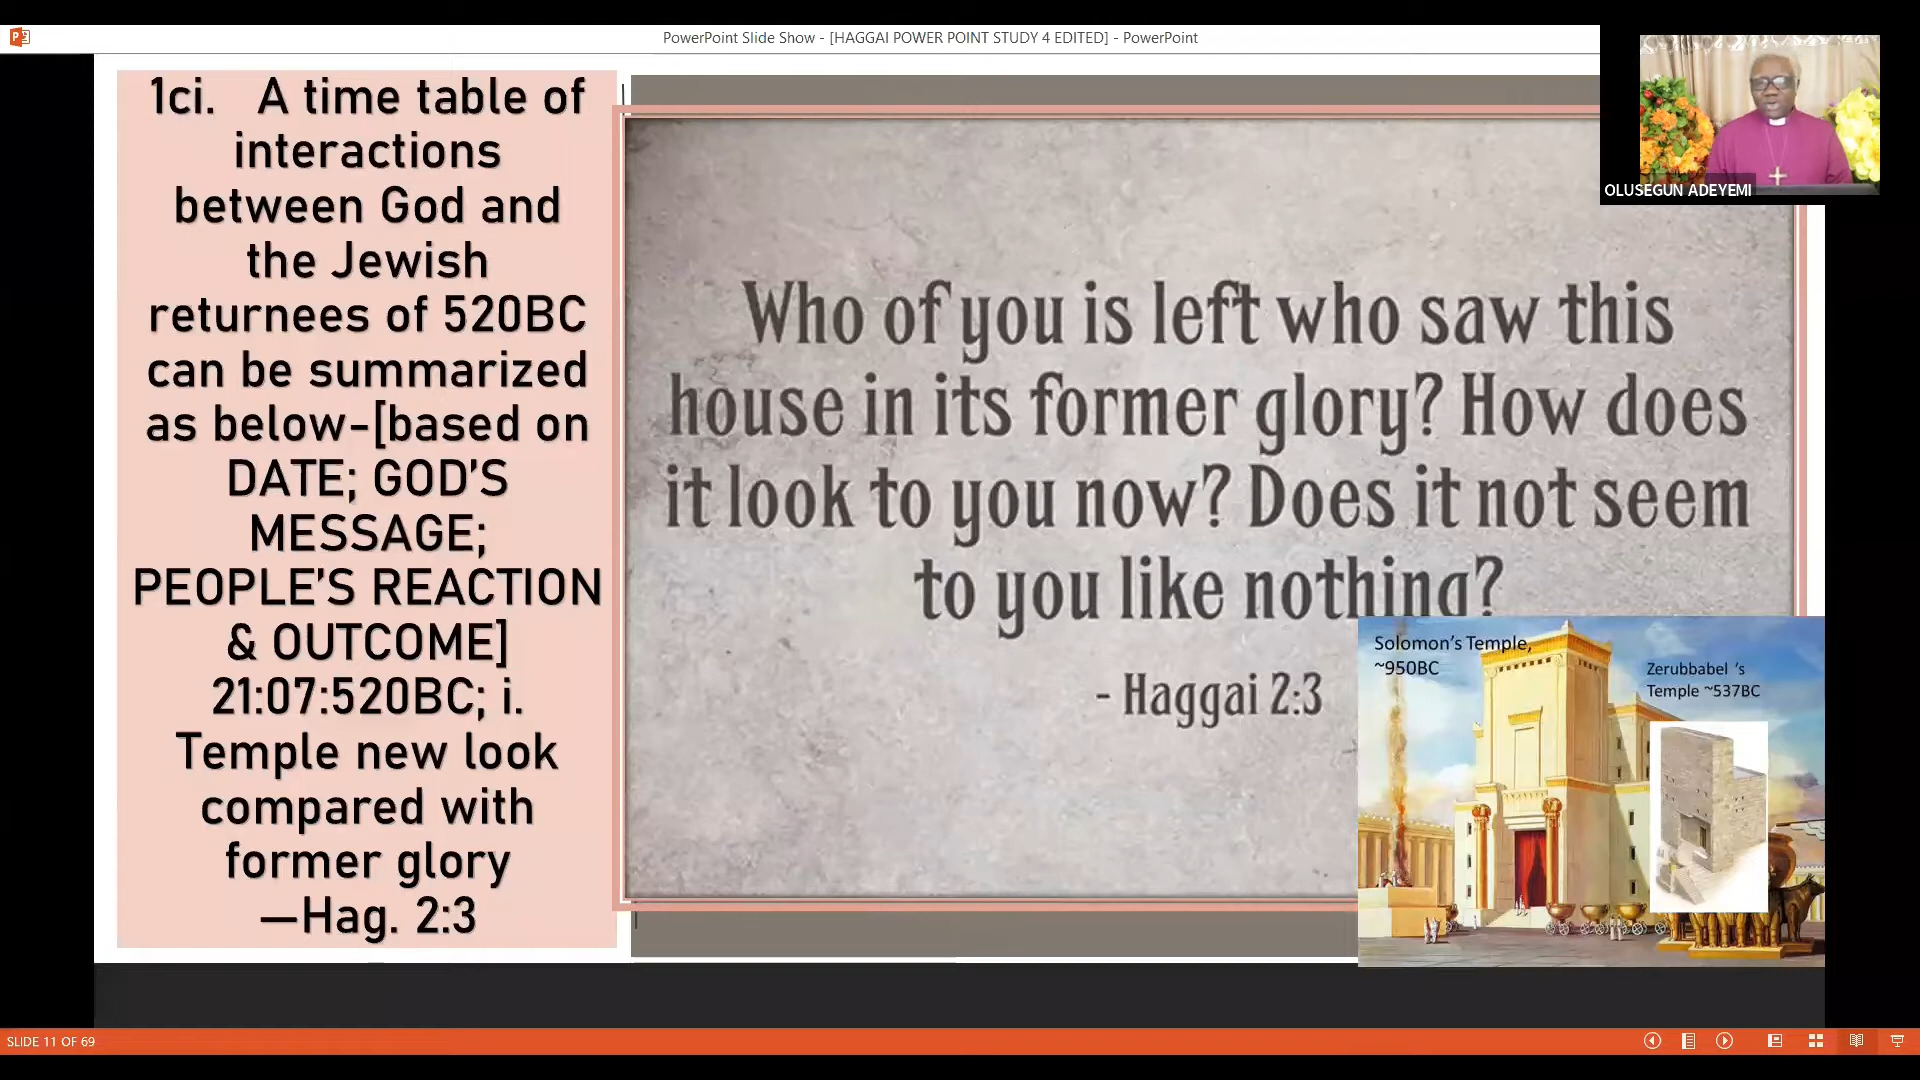 PowerPoint Slide Show - [HAGGAI POWER POINT STUDY 4 EDITED] - PowerPoint
1ci. A time table of
interactions
between God and
the Jewish
returnees of 520BC
can be summarized
as below-[based on
DATE; GOD'S
MESSAGE;
PEOPLE'S REACTION
& OUTCOME]
21:07:520BC; i.
Temple new look
compared with
former glory
—Hag. 2:3
Who of you is left who saw this
house in its former glory? How does
it look to you now? Does it not seem
to you like nothing?
- Haggai 2:3
Solomon's Temple,
~950BC
Zerubbabel 's
Temple ~537BC
OLUSEGUN ADEYEMI
SLIDE 11 OF 69